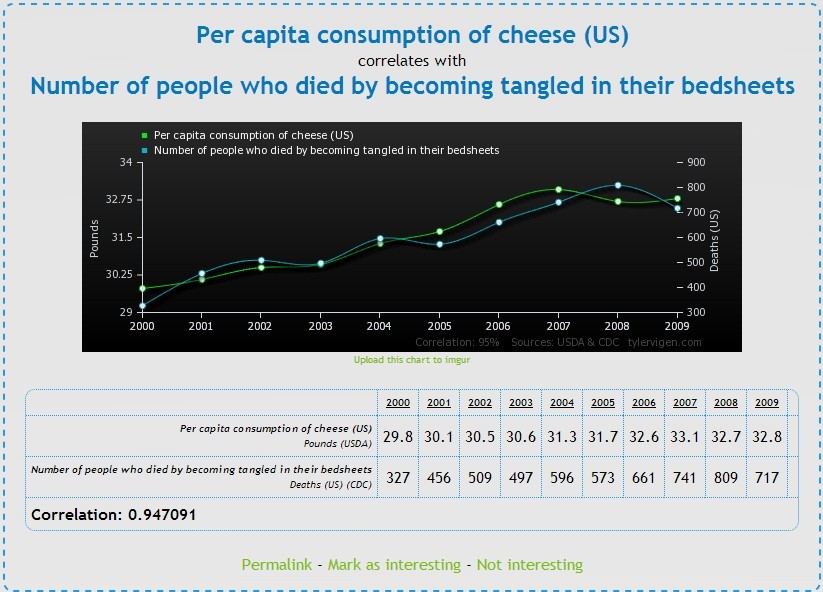 Per capita consumption of cheese (US)
correlates with
Number of people who died by becoming tangled in their bedsheets
Per capita consumption of cheese (US)
Number of people who died by becoming tangled in their bedsheets
34 900
800
32.75
700
31.5 600
500
30.25
400
29 300
Pounds
Deaths (US)
2000 2001 2002 2003 2004 2005 2006 2007 2008 2009
Correlation: 95% Sources: USDA & CDC tylervigen.com
Upload this chart to imgur
2000 2001 2002 2003 2004 2005 2006 2007 2008 2009
Per capita consumption of cheese (US)
Pounds (USDA)
29.8 30.1 30.5 30.6 31.3 31.7 32.6 33.1 32.7 32.8
Number of people who died by becoming tangled in their bedsheets
Deaths (US) (CDC)
327 456 509 497 596 573 661 741 809 717
Correlation: 0.947091
Permalink - Mark as interesting - Not interesting